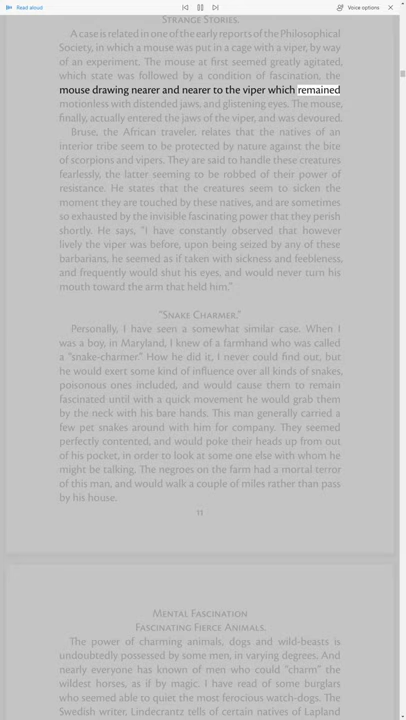 Read aloud
Voice options
STRANGE STORIES.
A case is related in one of the early reports of the Philosophical
Society, in which a mouse was put in a cage with a viper, by way
of an experiment. The mouse at first seemed greatly agitated,
which state was followed by a condition of fascination, the
mouse drawing nearer and nearer to the viper which remained
motionless with distended jaws, and glistening eyes. The mouse,
finally, actually entered the jaws of the viper, and was devoured.
Bruse, the African traveler, relates that the natives of an
interior tribe seem to be protected by nature against the bite
of scorpions and vipers. They are said to handle these creatures
fearlessly, the latter seeming to be robbed of their power of
resistance. He states that the creatures seem to sicken the
moment they are touched by these natives, and are sometimes
so exhausted by the invisible fascinating power that they perish
shortly. He says, "I have constantly observed that however
lively the viper was before, upon being seized by any of these
barbarians, he seemed as if taken with sickness and feebleness,
and frequently would shut his eyes, and would never turn his
mouth toward the arm that held him."
"SNAKE CHARMER."
Personally, I have seen a somewhat similar case. When I
was a boy, in Maryland, I knew of a farmhand who was called
a "snake-charmer." How he did it, I never could find out, but
he would exert some kind of influence over all kinds of snakes,
poisonous ones included, and would cause them to remain
fascinated until with a quick movement he would grab them
by the neck with his bare hands. This man generally carried a
few pet snakes around with him for company. They seemed
perfectly contented, and would poke their heads up from out
of his pocket, in order to look at some one else with whom he
might be talking. The negroes on the farm had a mortal terror
of this man, and would walk a couple of miles rather than pass
by his house.
11
MENTAL FASCINATION
FASCINATING FIERCE ANIMALS.
The power of charming animals, dogs and wild-beasts is
undoubtedly possessed by some men, in varying degrees. And
nearly everyone has known of men who could "charm" the
wildest horses, as if by magic. I have read of some burglars
who seemed able to quiet the most ferocious watch-dogs. The
Swedish writer, Lindecrantz tells of certain natives of Lapland